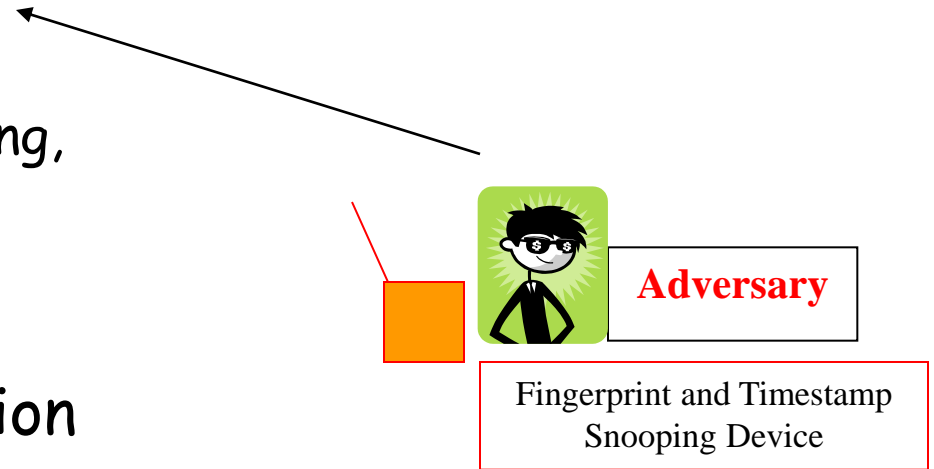 ng,
Adversary
Fingerprint and Timestamp
Snooping Device
ion